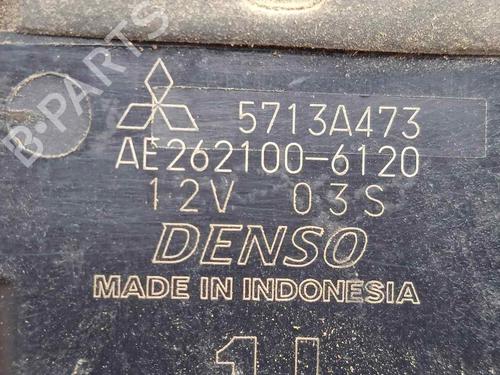 B-PARTS
5713A473
AE262100-6120
12V 03S
DENSO
MADE IN INDONESIA